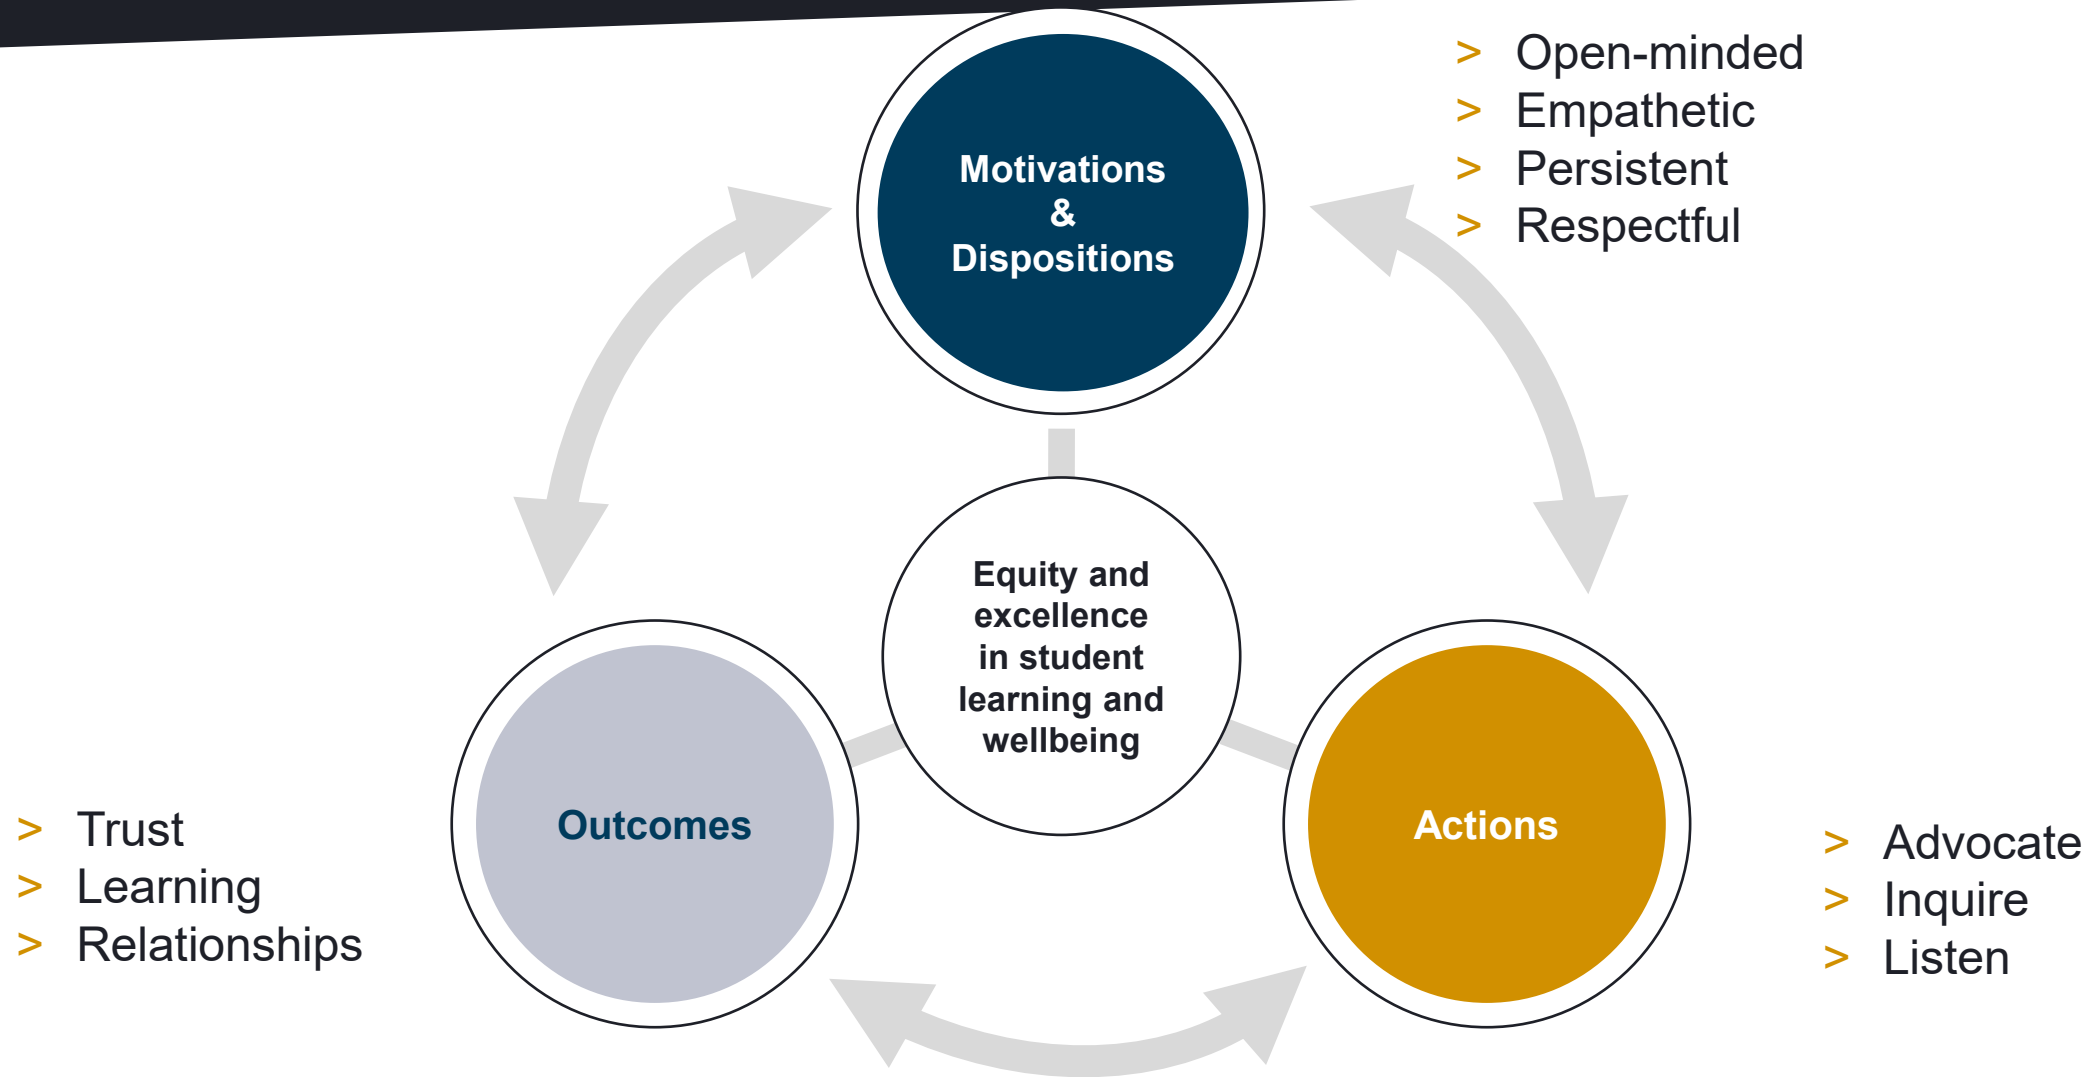 Motivations
&
Dispositions
> Open-minded
> Empathetic
> Persistent
> Respectful
Equity and
excellence
in student
learning and
wellbeing
Outcomes
Actions
> Trust
> Learning
> Relationships
> Advocate
> Inquire
> Listen